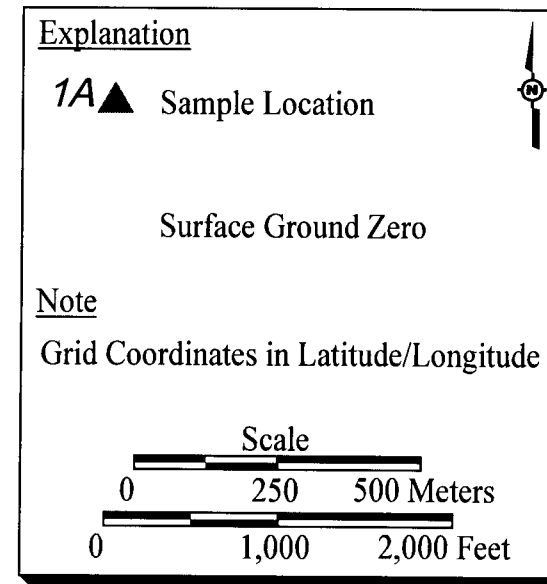 Explanation
1A Sample Location
N
Surface Ground Zero
Note
Grid Coordinates in Latitude/Longitude
Scale
0 250 500 Meters
0 1,000 2,000 Feet